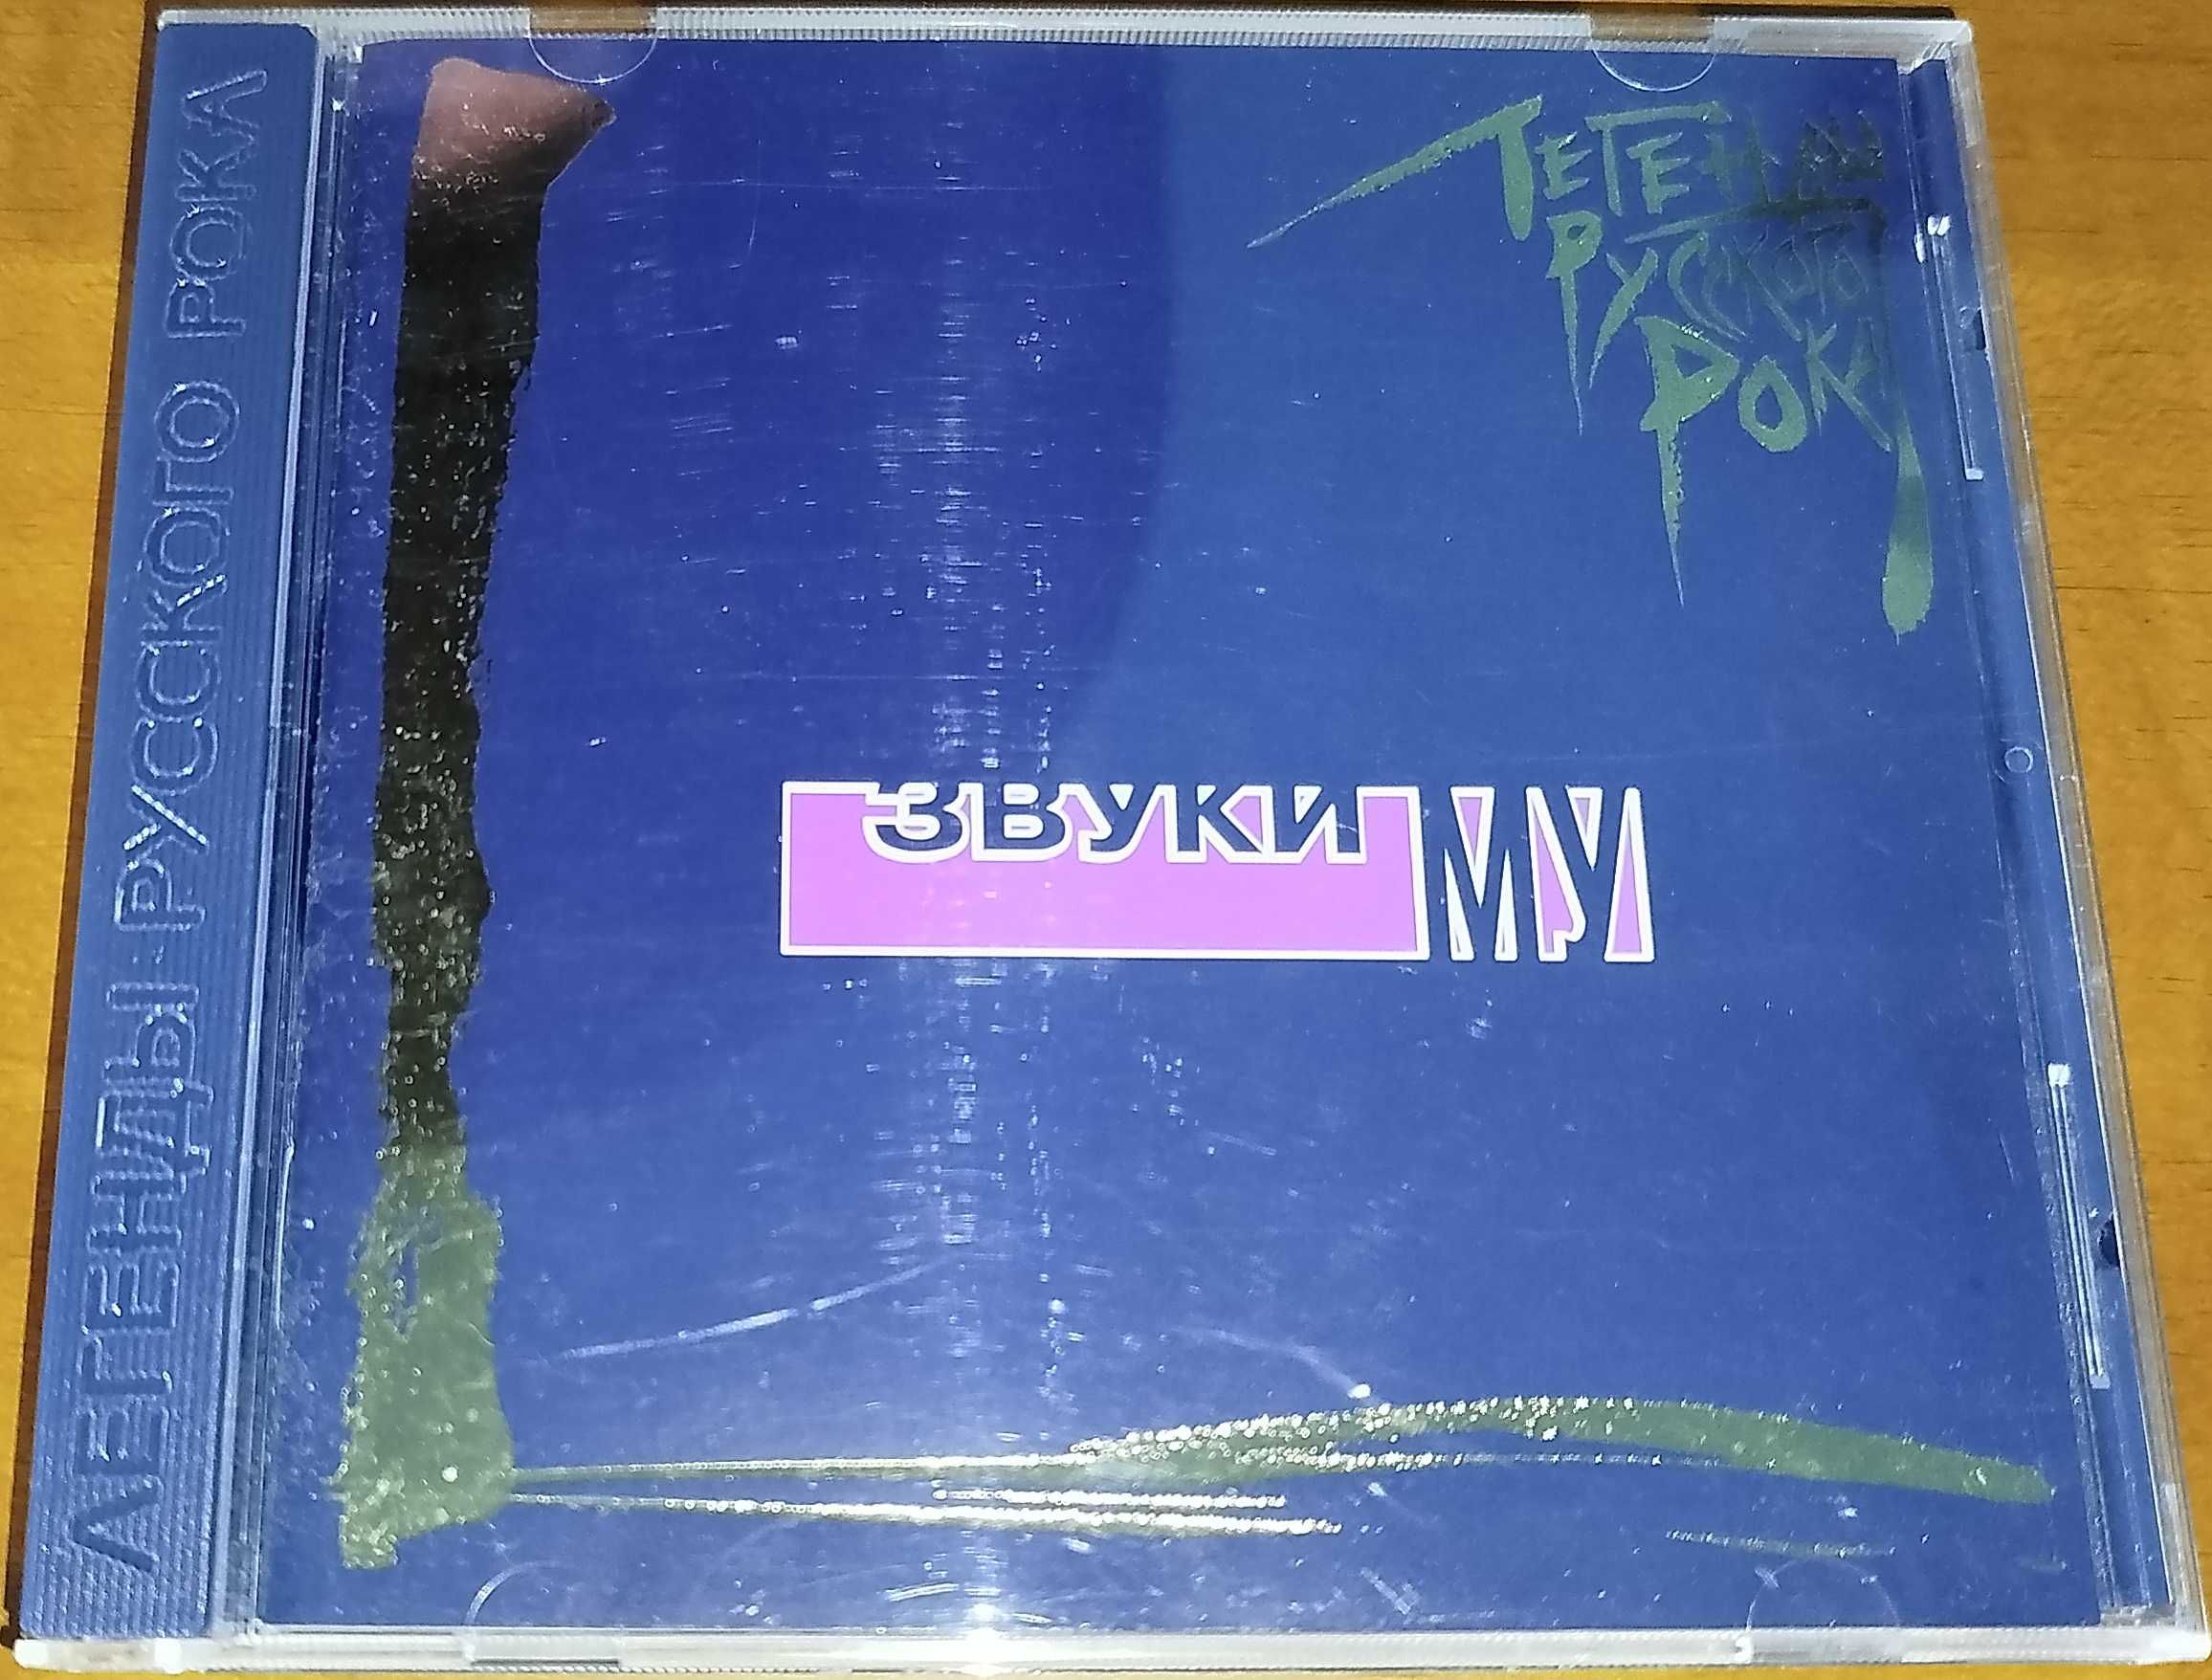 ЛЕГЕНДЫ РУССКОГО РОКА
ЛЕГЕНДЫ
РУССКОГО
РОКА
ЗВУКИ МУ